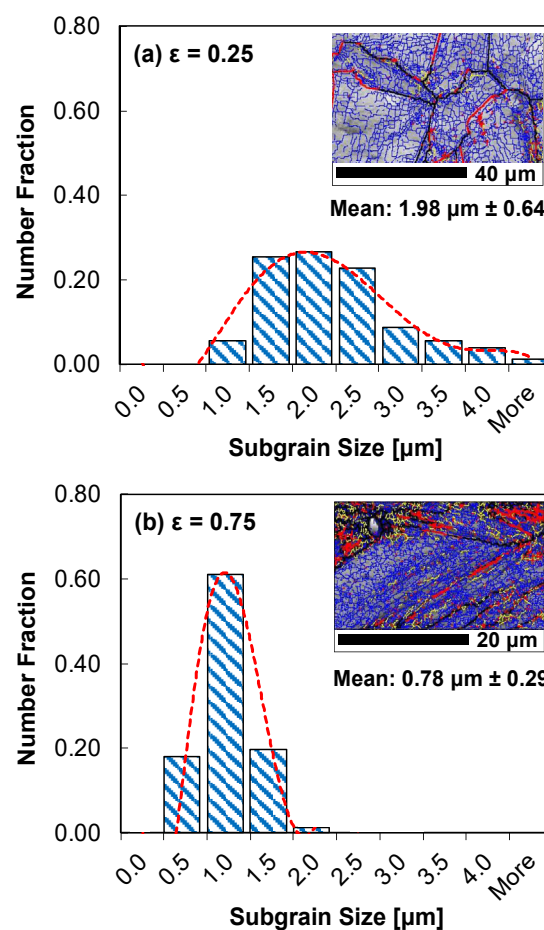 0.80
(a) ε = 0.25
0.60
0.40
0.20
0.00
Number Fraction
40 µm
Mean: 1.98 µm ± 0.64
0.0 0.5 1.0 1.5 2.0 2.5 3.0 3.5 4.0 More
Subgrain Size [µm]
0.80
(b) ε = 0.75
0.60
0.40
0.20
0.00
Number Fraction
20 µm
Mean: 0.78 µm ± 0.29
0.0 0.5 1.0 1.5 2.0 2.5 3.0 3.5 4.0 More
Subgrain Size [µm]